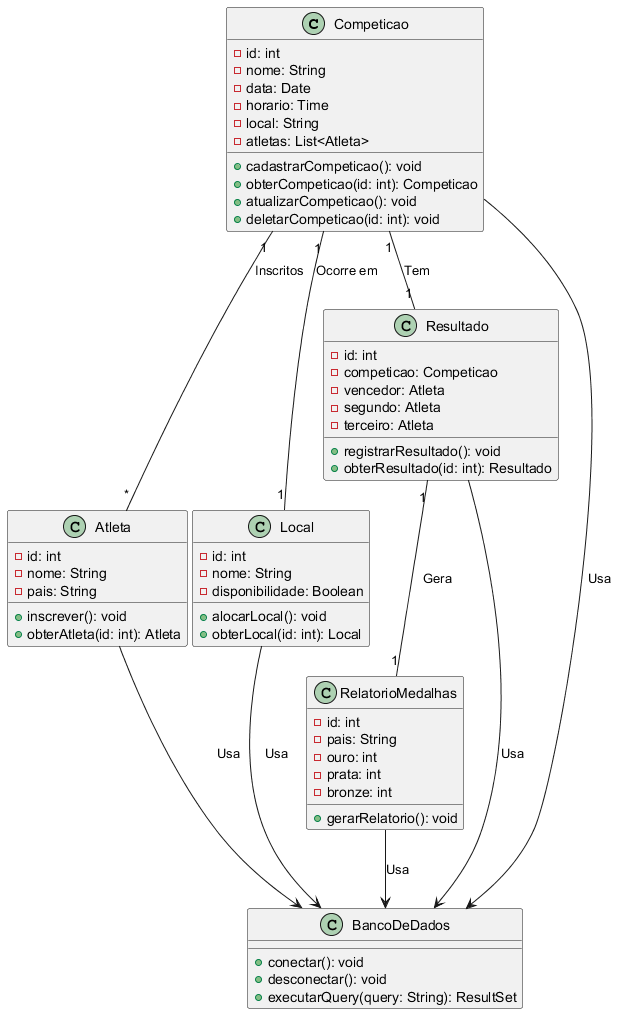 C Competicao
id: int
nome: String
data: Date
horario: Time
local: String
atletas: List<Atleta>
cadastrarCompeticao(): void
obterCompeticao(id: int): Competicao
atualizarCompeticao(): void
deletarCompeticao(id: int): void
1 1 1
Inscritos Ocorre em Tem
1
C Resultado
id: int
competicao: Competicao
vencedor: Atleta
segundo: Atleta
terceiro: Atleta
registrarResultado(): void
obterResultado(id: int): Resultado
* 1 1
C Atleta
id: int
nome: String
pais: String
inscrever(): void
obterAtleta(id: int): Atleta
C Local
id: int
nome: String
disponibilidade: Boolean
alocarLocal(): void
obterLocal(id: int): Local
Gera
Usa
1
C RelatorioMedalhas
id: int
pais: String
ouro: int
prata: int
bronze: int
gerarRelatorio(): void
Usa Usa Usa
Usa
C BancoDeDados
conectar(): void
desconectar(): void
executarQuery(query: String): ResultSet